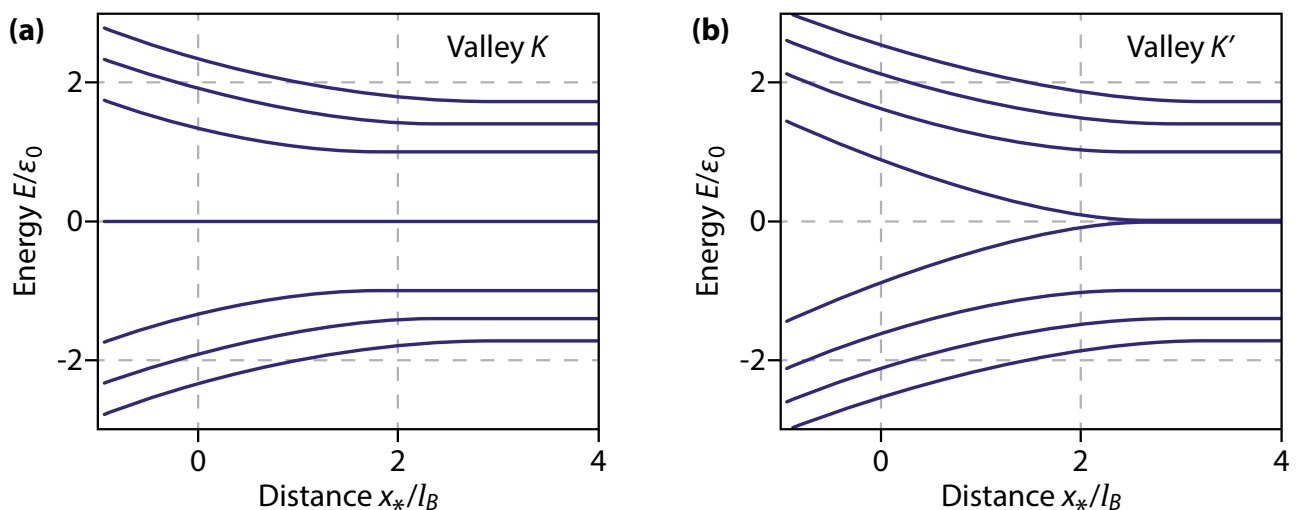 (a)
Valley K
2
0
-2
Energy E/ε0
0 2 4
Distance x*/lB
(b)
Valley K′
2
0
-2
Energy E/ε0
0 2 4
Distance x*/lB